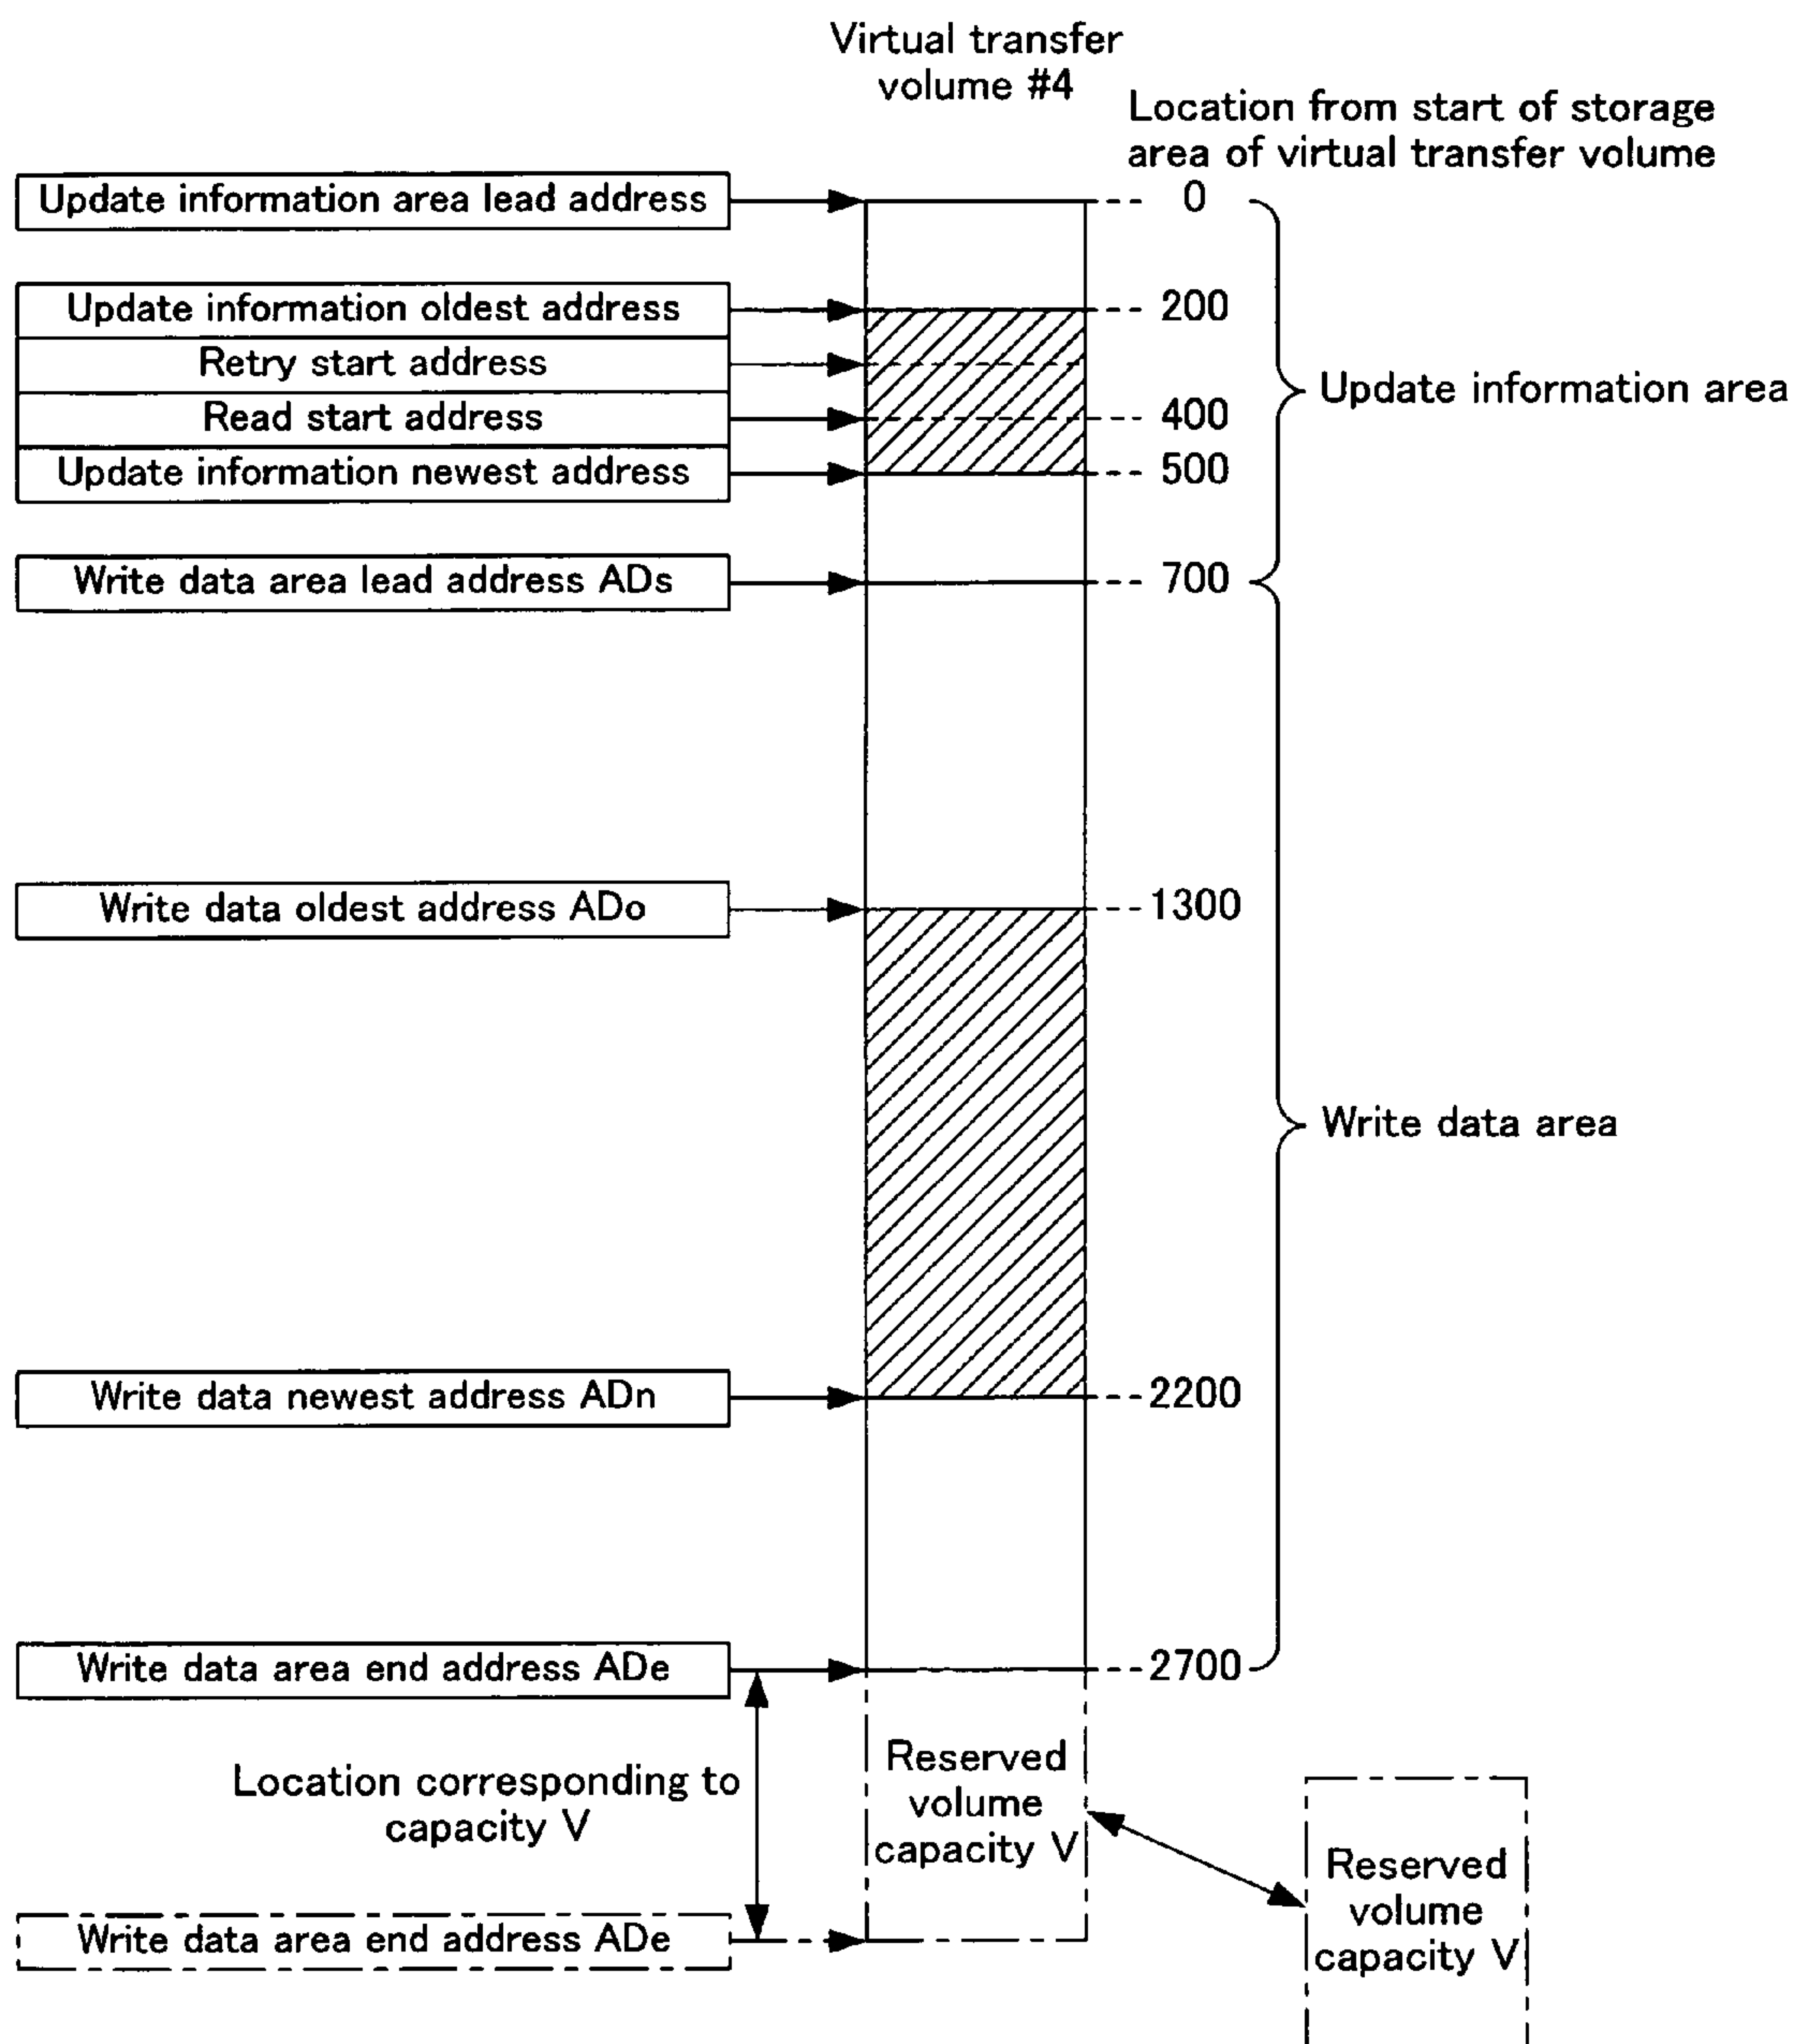 Virtual transfer
volume #4
Location from start of storage
area of virtual transfer volume
Update information area lead address
0
Update information oldest address
200
Retry start address
Update information area
Read start address
400
Update information newest address
500
Write data area lead address ADs
700
Write data oldest address ADo
1300
Write data area
Write data newest address ADn
2200
Write data area end address ADe
2700
Location corresponding to
capacity V
Reserved
volume
capacity V
Reserved
volume
capacity V
Write data area end address ADe